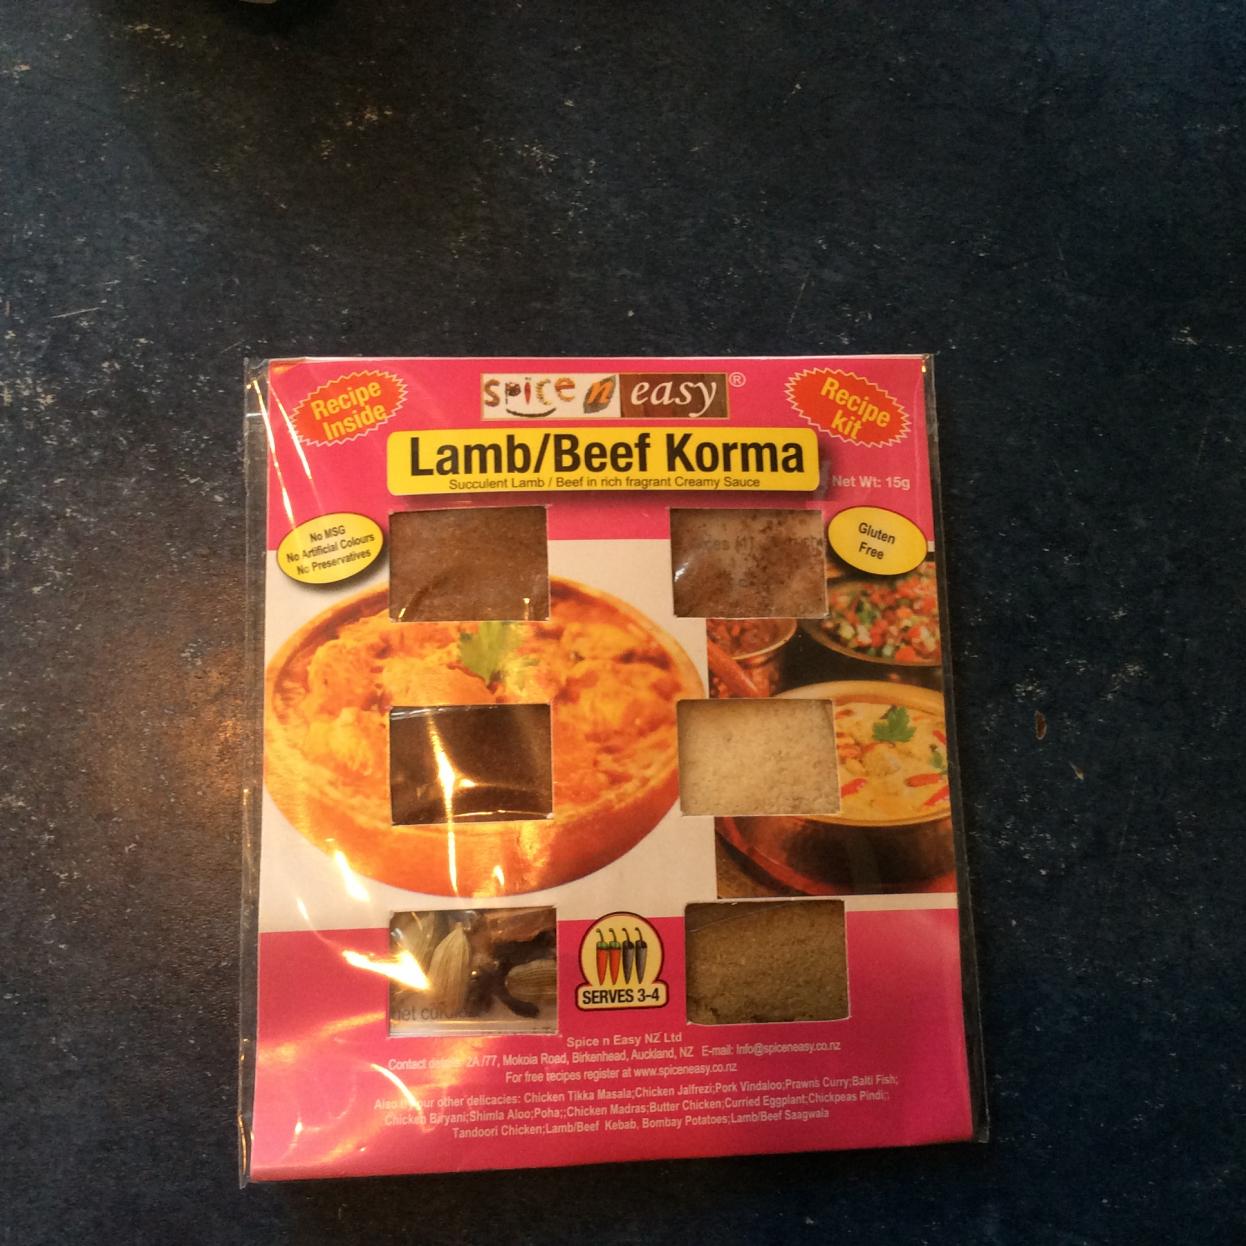 Recipe
Inside
spice n easy®
Recipe
kit
Lamb/Beef Korma
Succulent Lamb / Beef in rich fragrant Creamy Sauce
Net Wt: 15g
No MSG
No Artificial Colours
No Preservatives
Gluten
Free
SERVES 3-4
Spice n Easy NZ Ltd
Contact 2A /77, Mokoia Road, Birkenhead, Auckland, NZ E-mail: Info@spiceneasy.co.nz
For free recipes register at www.spiceneasy.co.nz
Also our other delicacies: Chicken Tikka Masala;Chicken Jalfrezi;Pork Vindaloo;Prawns Curry;Balti Fish;
Chicken Biryani;Shimla Aloo;Poha;;Chicken Madras;Butter Chicken;Curried Eggplant;Chickpeas Pindi;;
Tandoori Chicken;Lamb/Beef Kebab, Bombay Potatoes;Lamb/Beef Saagwala